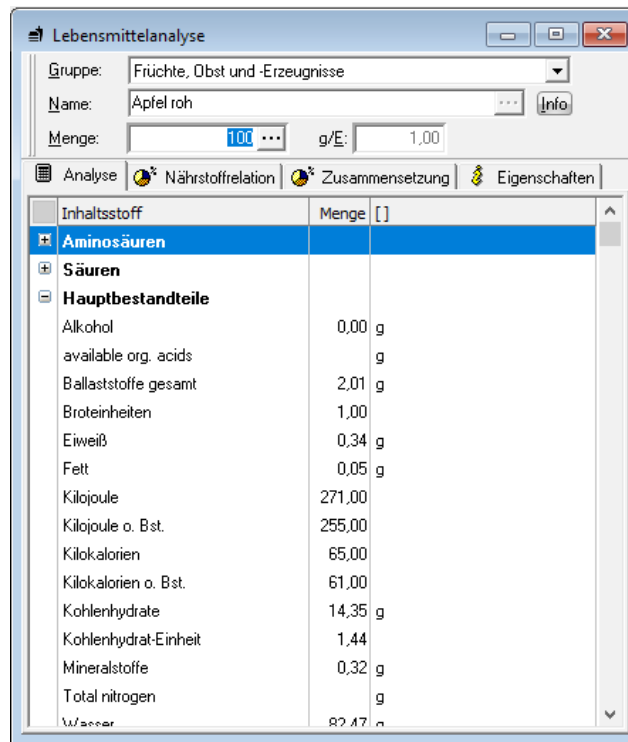 Lebensmittelanalyse
Gruppe: Früchte, Obst und -Erzeugnisse
Name: Apfel roh ... Info
Menge: 100 ... g/E: 1,00
Analyse Nährstoffrelation Zusammensetzung Eigenschaften
Inhaltsstoff Menge []
Aminosäuren
Säuren
Hauptbestandteile
Alkohol 0,00 g
available org. acids g
Ballaststoffe gesamt 2,01 g
Broteinheiten 1,00
Eiweiß 0,34 g
Fett 0,05 g
Kilojoule 271,00
Kilojoule o. Bst. 255,00
Kilokalorien 65,00
Kilokalorien o. Bst. 61,00
Kohlenhydrate 14,35 g
Kohlenhydrat-Einheit 1,44
Mineralstoffe 0,32 g
Total nitrogen g
Wasser 82,47 g